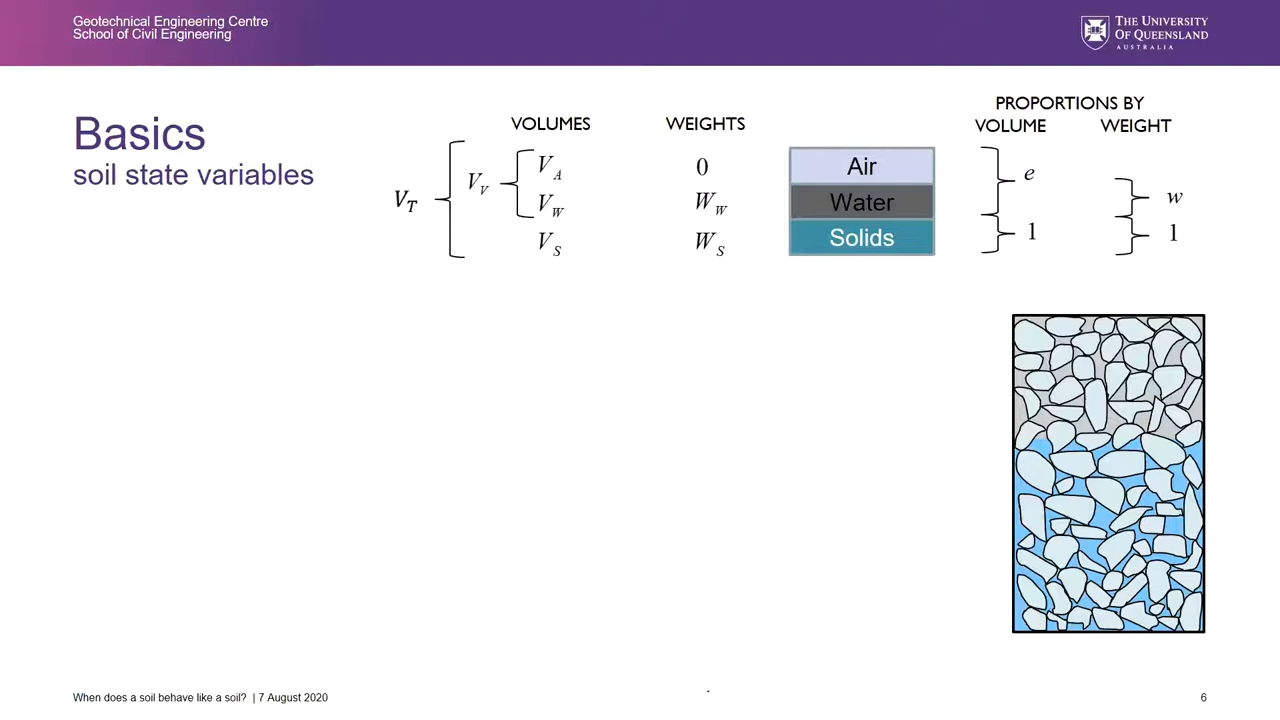 Geotechnical Engineering Centre
School of Civil Engineering
THE UNIVERSITY
OF QUEENSLAND
AUSTRALIA
Basics
soil state variables
VOLUMES
WEIGHTS
PROPORTIONS BY
VOLUME WEIGHT
V_T
V_V
V_A 0 Air e
V_W W_W Water w
V_S W_S Solids 1 1
When does a soil behave like a soil? | 7 August 2020
6